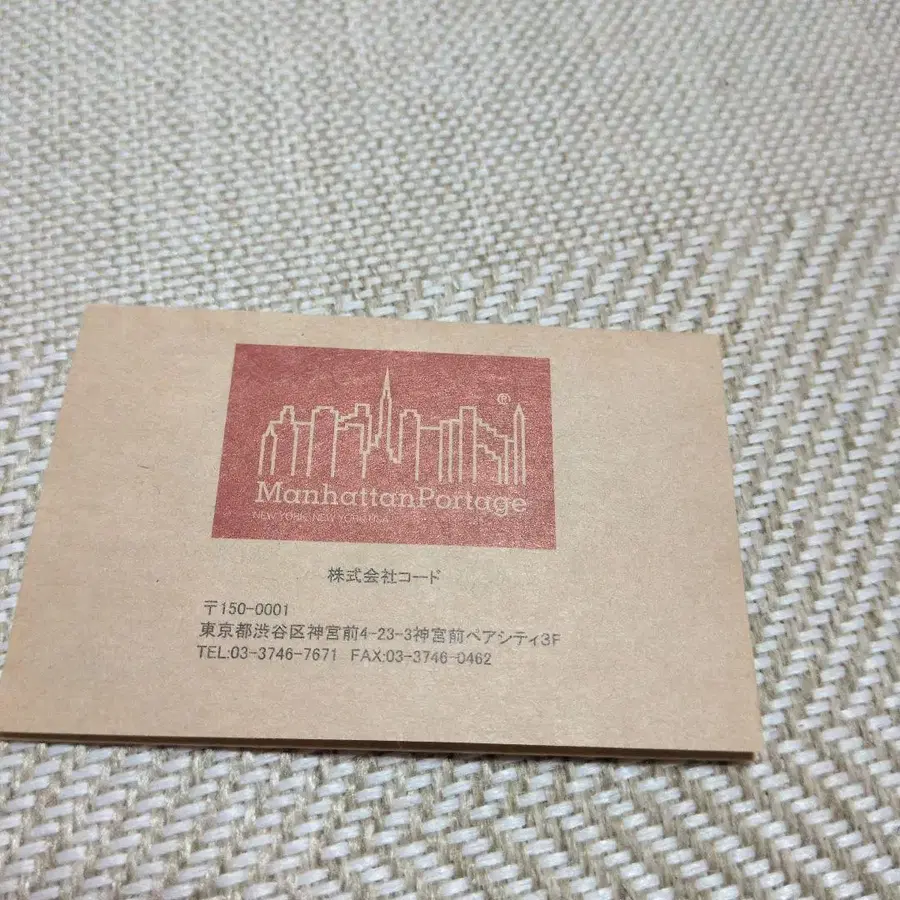 ®
ManhattanPortage
NEW YORK, NEW YORK USA
株式会社コード
〒150-0001
東京都渋谷区神宮前4-23-3神宮前ペアシティ3F
TEL:03-3746-7671 FAX:03-3746-0462